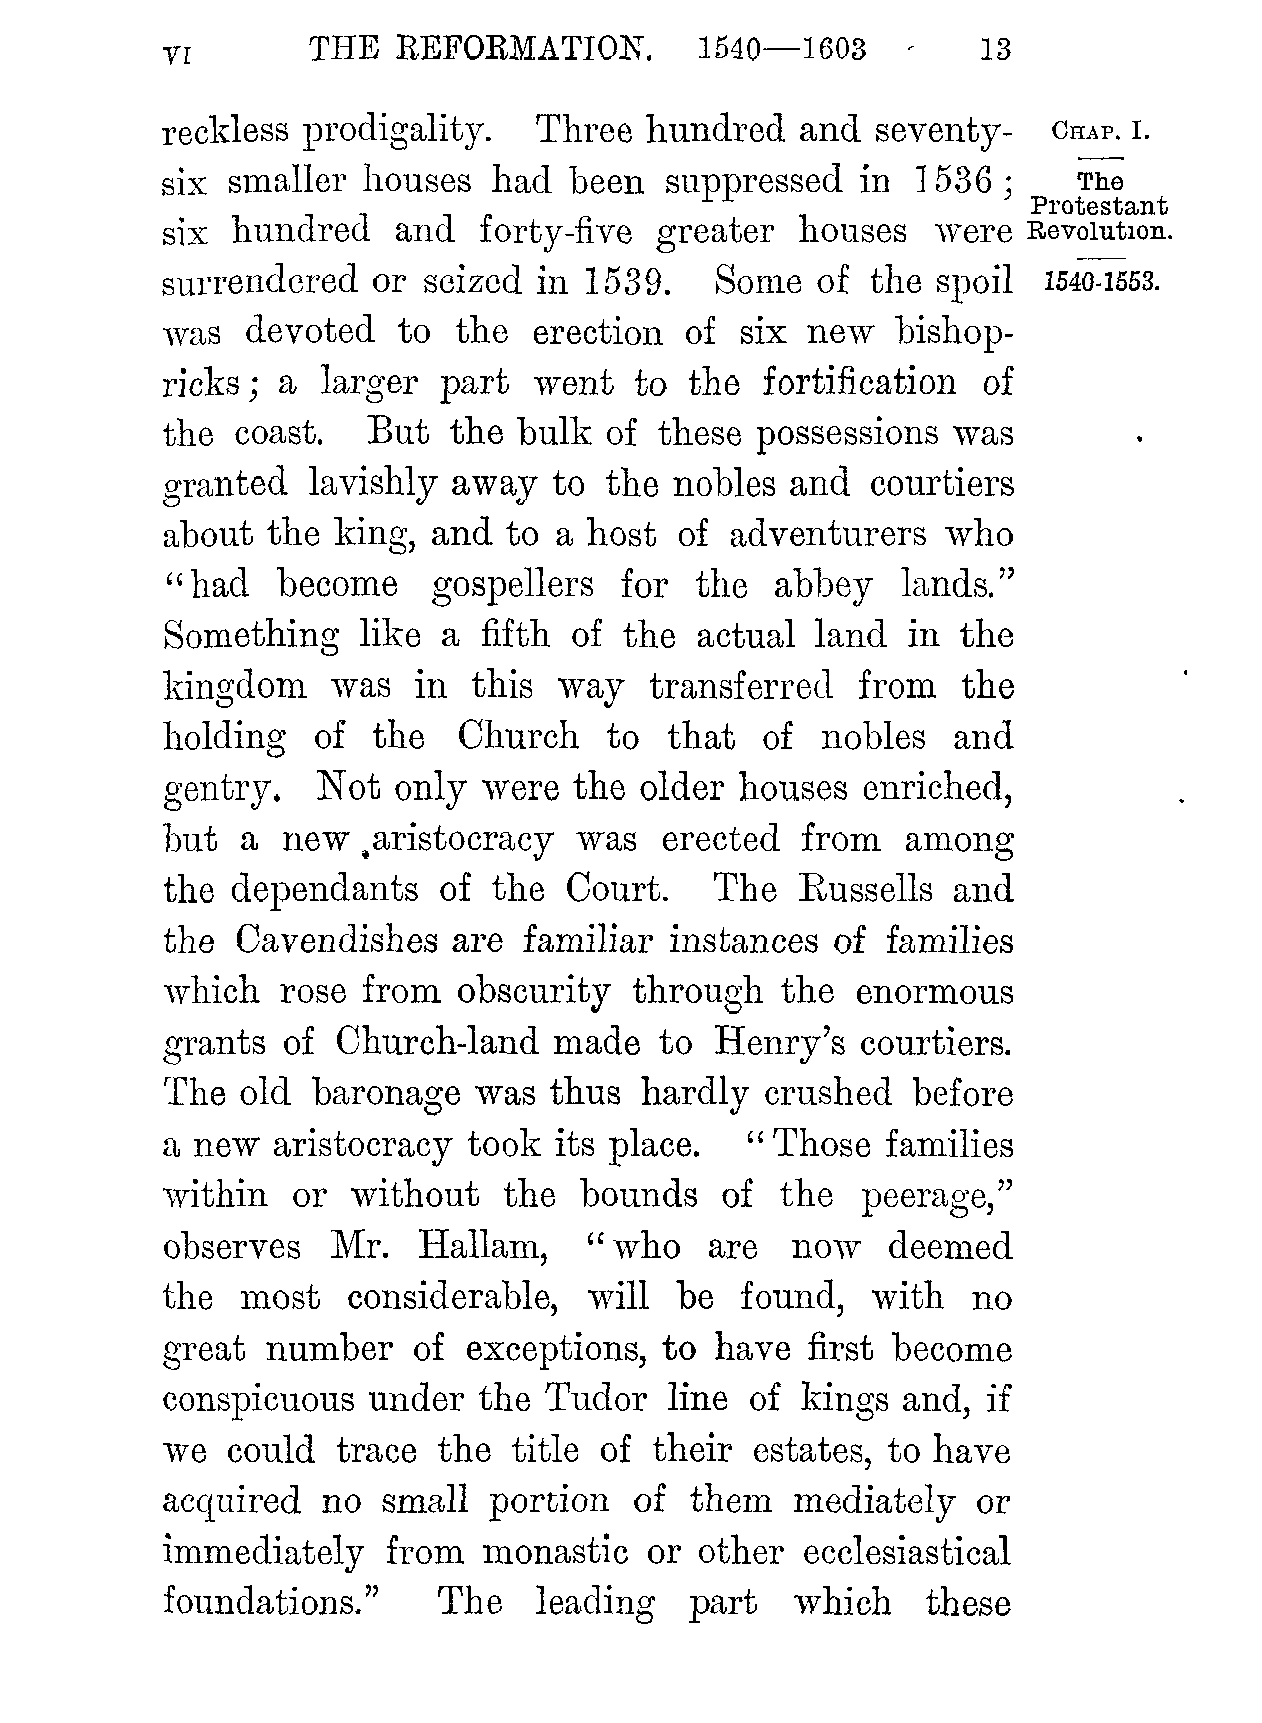 VI THE REFORMATION. 1540—1603 13
reckless prodigality. Three hundred and seventy-
six smaller houses had been suppressed in 1536;
six hundred and forty-five greater houses were
surrendered or seized in 1539. Some of the spoil
was devoted to the erection of six new bishop-
ricks; a larger part went to the fortification of
the coast. But the bulk of these possessions was
granted lavishly away to the nobles and courtiers
about the king, and to a host of adventurers who
"had become gospellers for the abbey lands."
Something like a fifth of the actual land in the
kingdom was in this way transferred from the
holding of the Church to that of nobles and
gentry. Not only were the older houses enriched,
but a new aristocracy was erected from among
the dependants of the Court. The Russells and
the Cavendishes are familiar instances of families
which rose from obscurity through the enormous
grants of Church-land made to Henry's courtiers.
The old baronage was thus hardly crushed before
a new aristocracy took its place. "Those families
within or without the bounds of the peerage,"
observes Mr. Hallam, "who are now deemed
the most considerable, will be found, with no
great number of exceptions, to have first become
conspicuous under the Tudor line of kings and, if
we could trace the title of their estates, to have
acquired no small portion of them mediately or
immediately from monastic or other ecclesiastical
foundations." The leading part which these
CHAP. I.
The
Protestant
Revolution.
1540-1553.